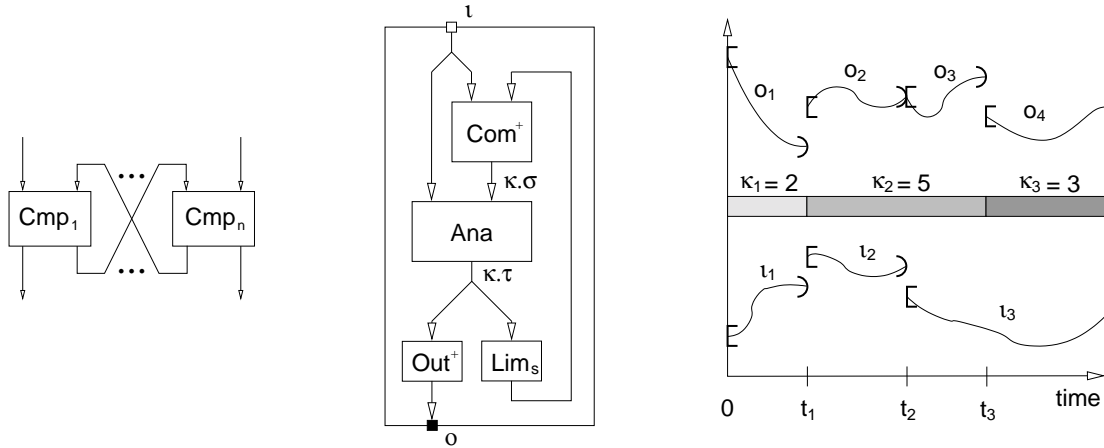 Cmp₁
•••
•••
Cmpₙ
ι
Com⁺
κ.σ
Ana
κ.τ
Out⁺
Limₛ
o
o₁
o₂
o₃
o₄
κ₁ = 2
κ₂ = 5
κ₃ = 3
ι₁
ι₂
ι₃
0
t₁
t₂
t₃
time